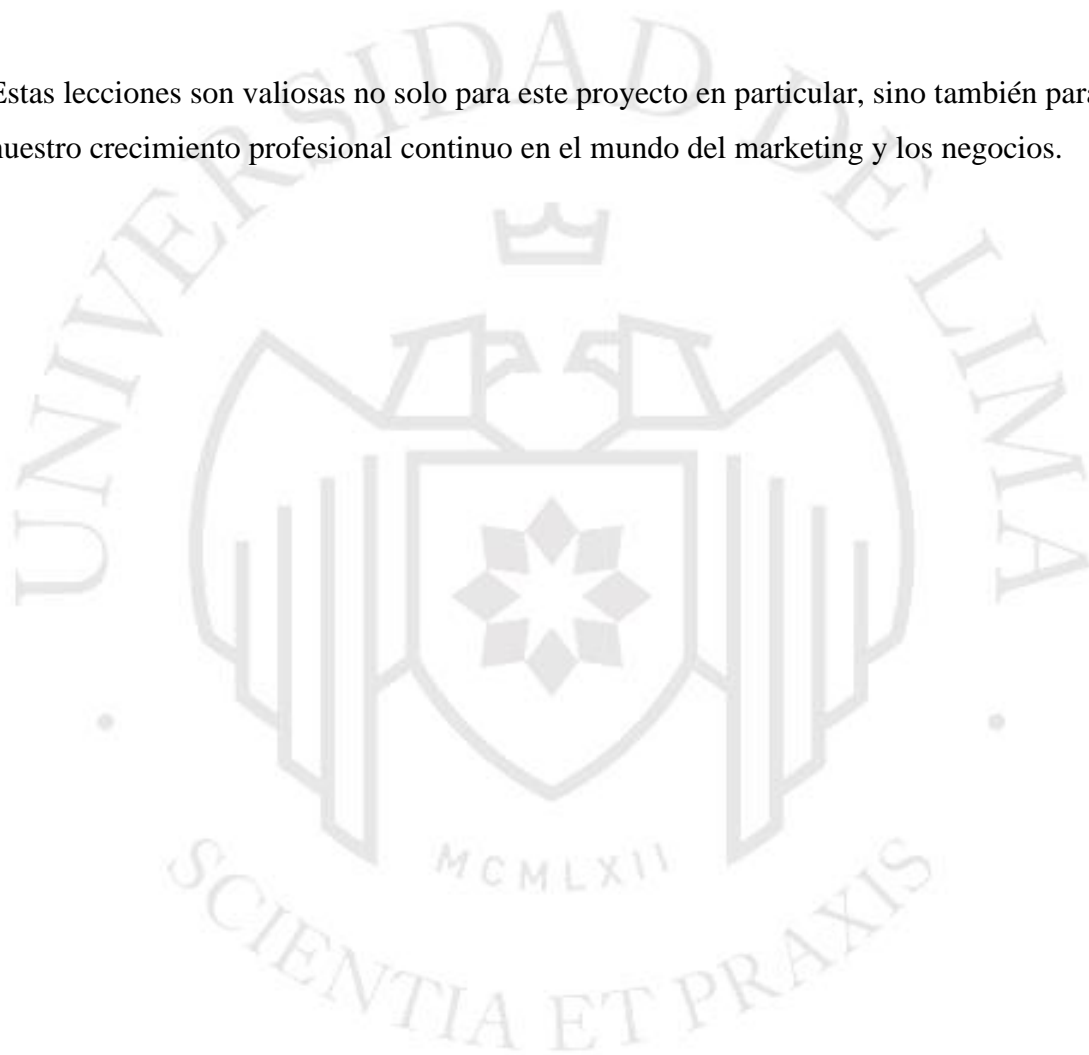 Estas lecciones son valiosas no solo para este proyecto en particular, sino también para
nuestro crecimiento profesional continuo en el mundo del marketing y los negocios.
UNIVERSIDAD DE LIMA
MCMLXII
SCIENTIA ET PRAXIS